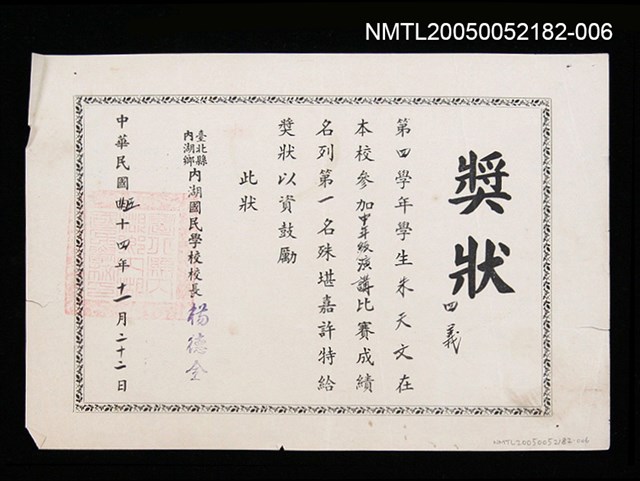 NMTL20050052182-006
獎狀
四義
第四學年學生朱天文在
本校參加中年級演講比賽成績
名列第一名殊堪嘉許特給
獎狀以資鼓勵
此狀
臺北縣
內湖鄉
內湖國民學校校長 楊德全
中華民國五十四年十一月二十二日
NMTL20050052182-006